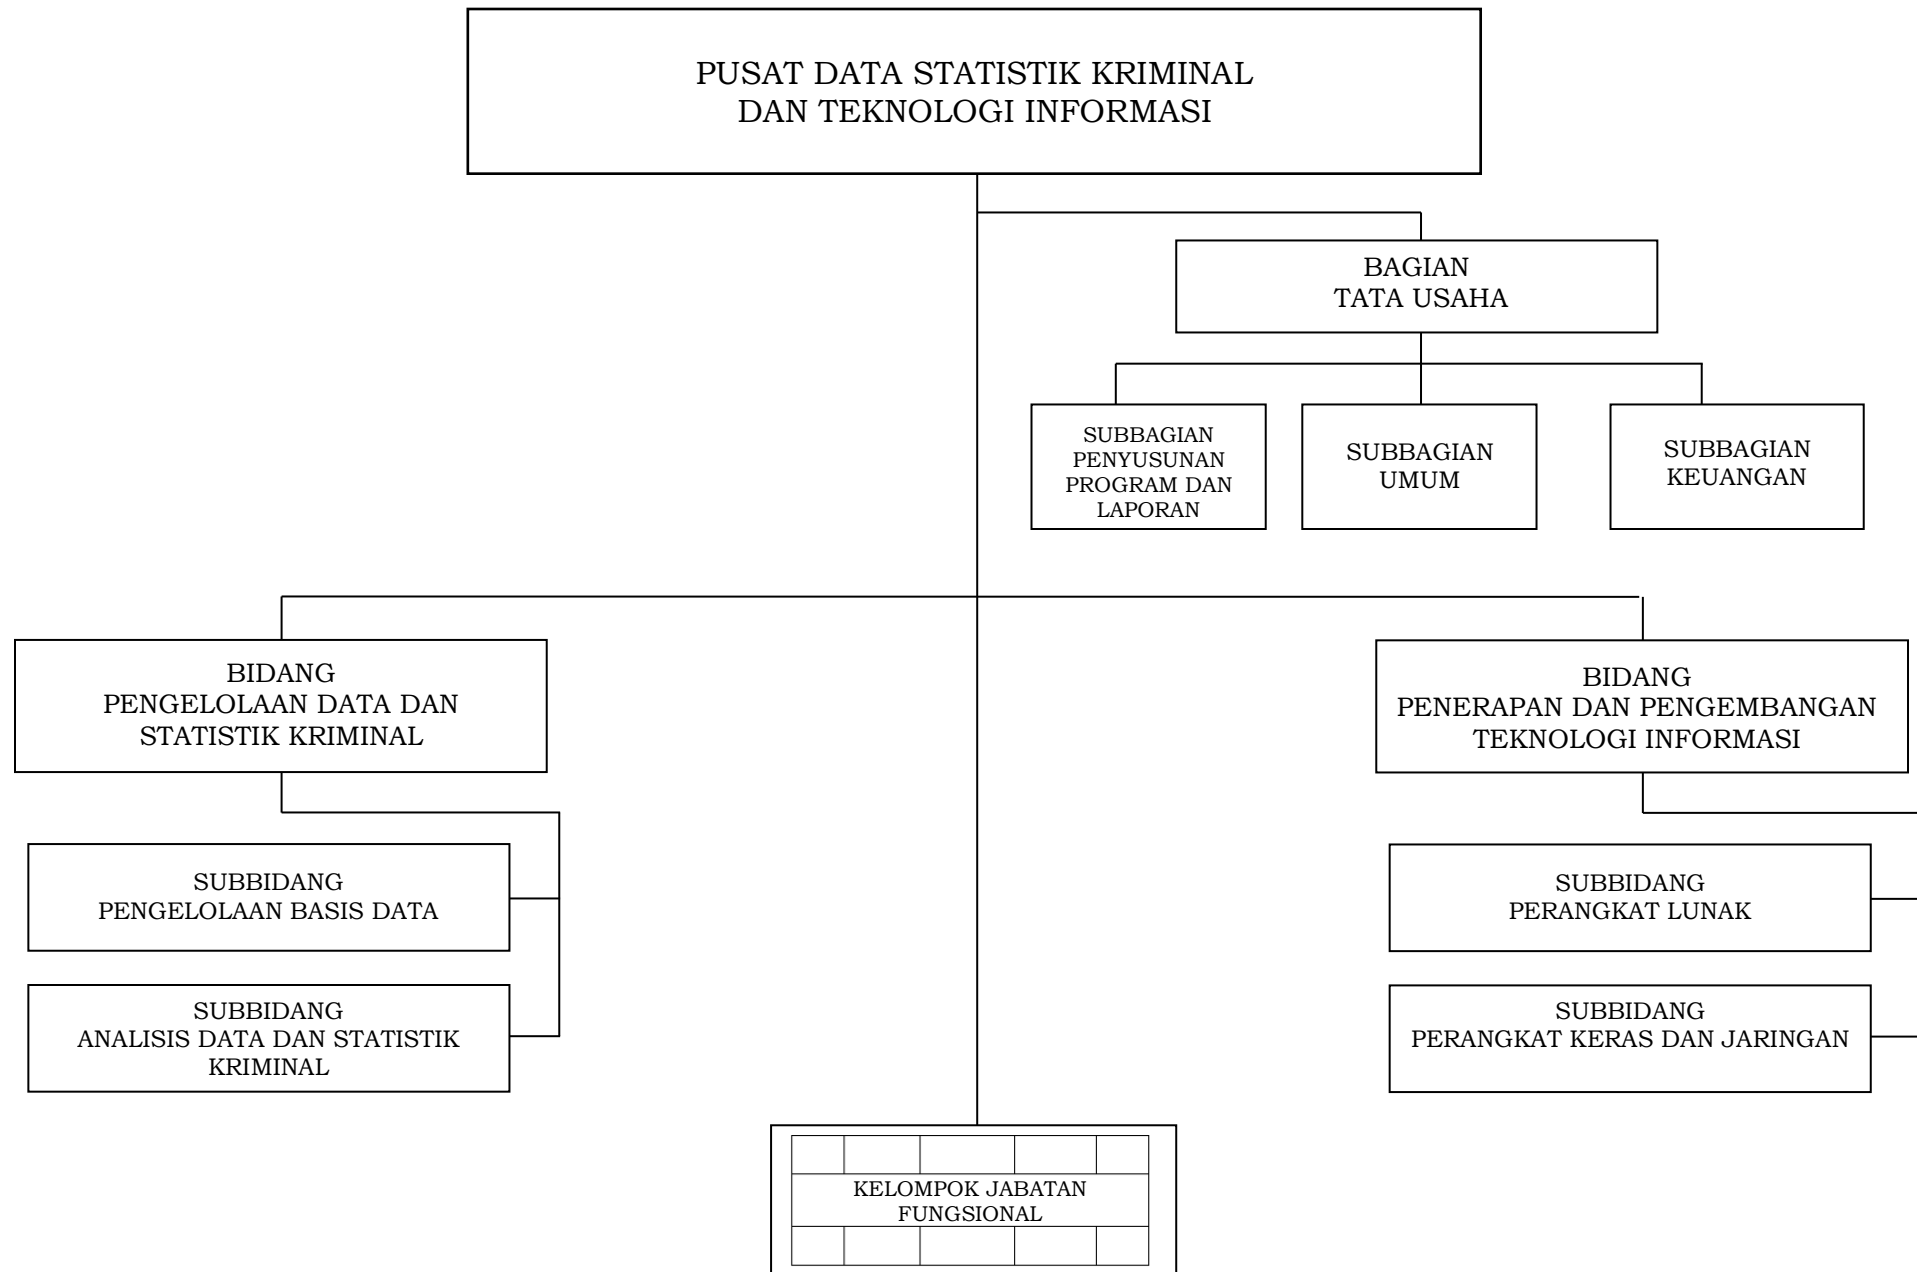 PUSAT DATA STATISTIK KRIMINAL
DAN TEKNOLOGI INFORMASI
BAGIAN
TATA USAHA
SUBBAGIAN
PENYUSUNAN
PROGRAM DAN
LAPORAN
SUBBAGIAN
UMUM
SUBBAGIAN
KEUANGAN
BIDANG
PENGELOLAAN DATA DAN
STATISTIK KRIMINAL
BIDANG
PENERAPAN DAN PENGEMBANGAN
TEKNOLOGI INFORMASI
SUBBIDANG
PENGELOLAAN BASIS DATA
SUBBIDANG
PERANGKAT LUNAK
SUBBIDANG
ANALISIS DATA DAN STATISTIK
KRIMINAL
SUBBIDANG
PERANGKAT KERAS DAN JARINGAN
KELOMPOK JABATAN
FUNGSIONAL